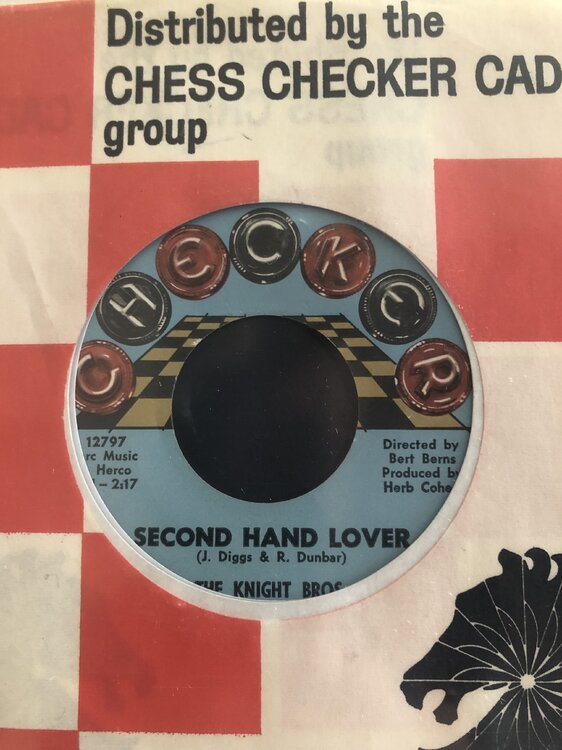 Distributed by the
CHESS CHECKER CAD
group
CHECKER
12797
rc Music
Herco
– 2:17
Directed by
Bert Berns
Produced by
Herb Cohe
SECOND HAND LOVER
(J. Diggs & R. Dunbar)
THE KNIGHT BROS